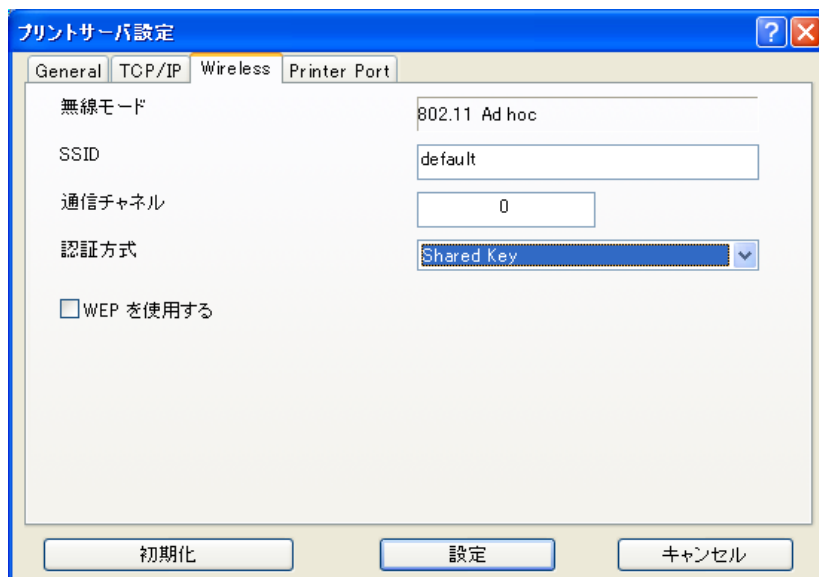 プリントサーバ設定
General TCP/IP Wireless Printer Port
無線モード 802.11 Ad hoc
SSID default
通信チャネル 0
認証方式 Shared Key
WEP を使用する
初期化 設定 キャンセル